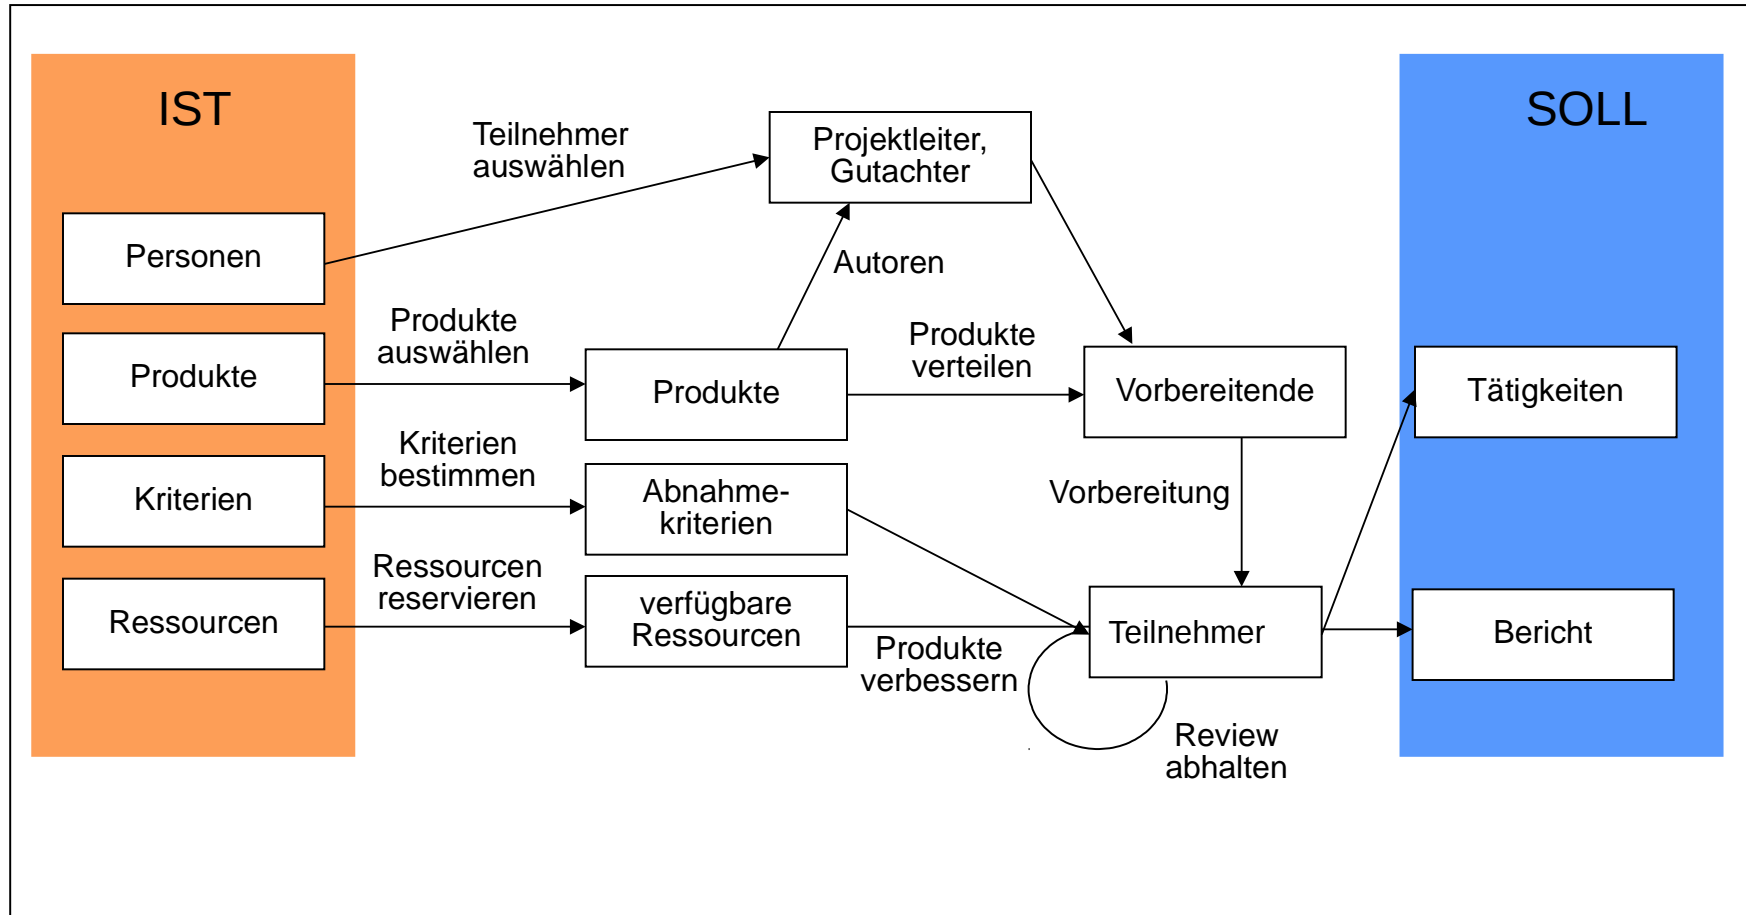 IST
SOLL
Teilnehmer
auswählen
Projektleiter,
Gutachter
Personen
Autoren
Produkte
auswählen
Produkte
verteilen
Produkte
Produkte
Vorbereitende
Tätigkeiten
Kriterien
bestimmen
Kriterien
Abnahme-
kriterien
Vorbereitung
Ressourcen
reservieren
Ressourcen
verfügbare
Ressourcen
Produkte
verbessern
Teilnehmer
Bericht
Review
abhalten